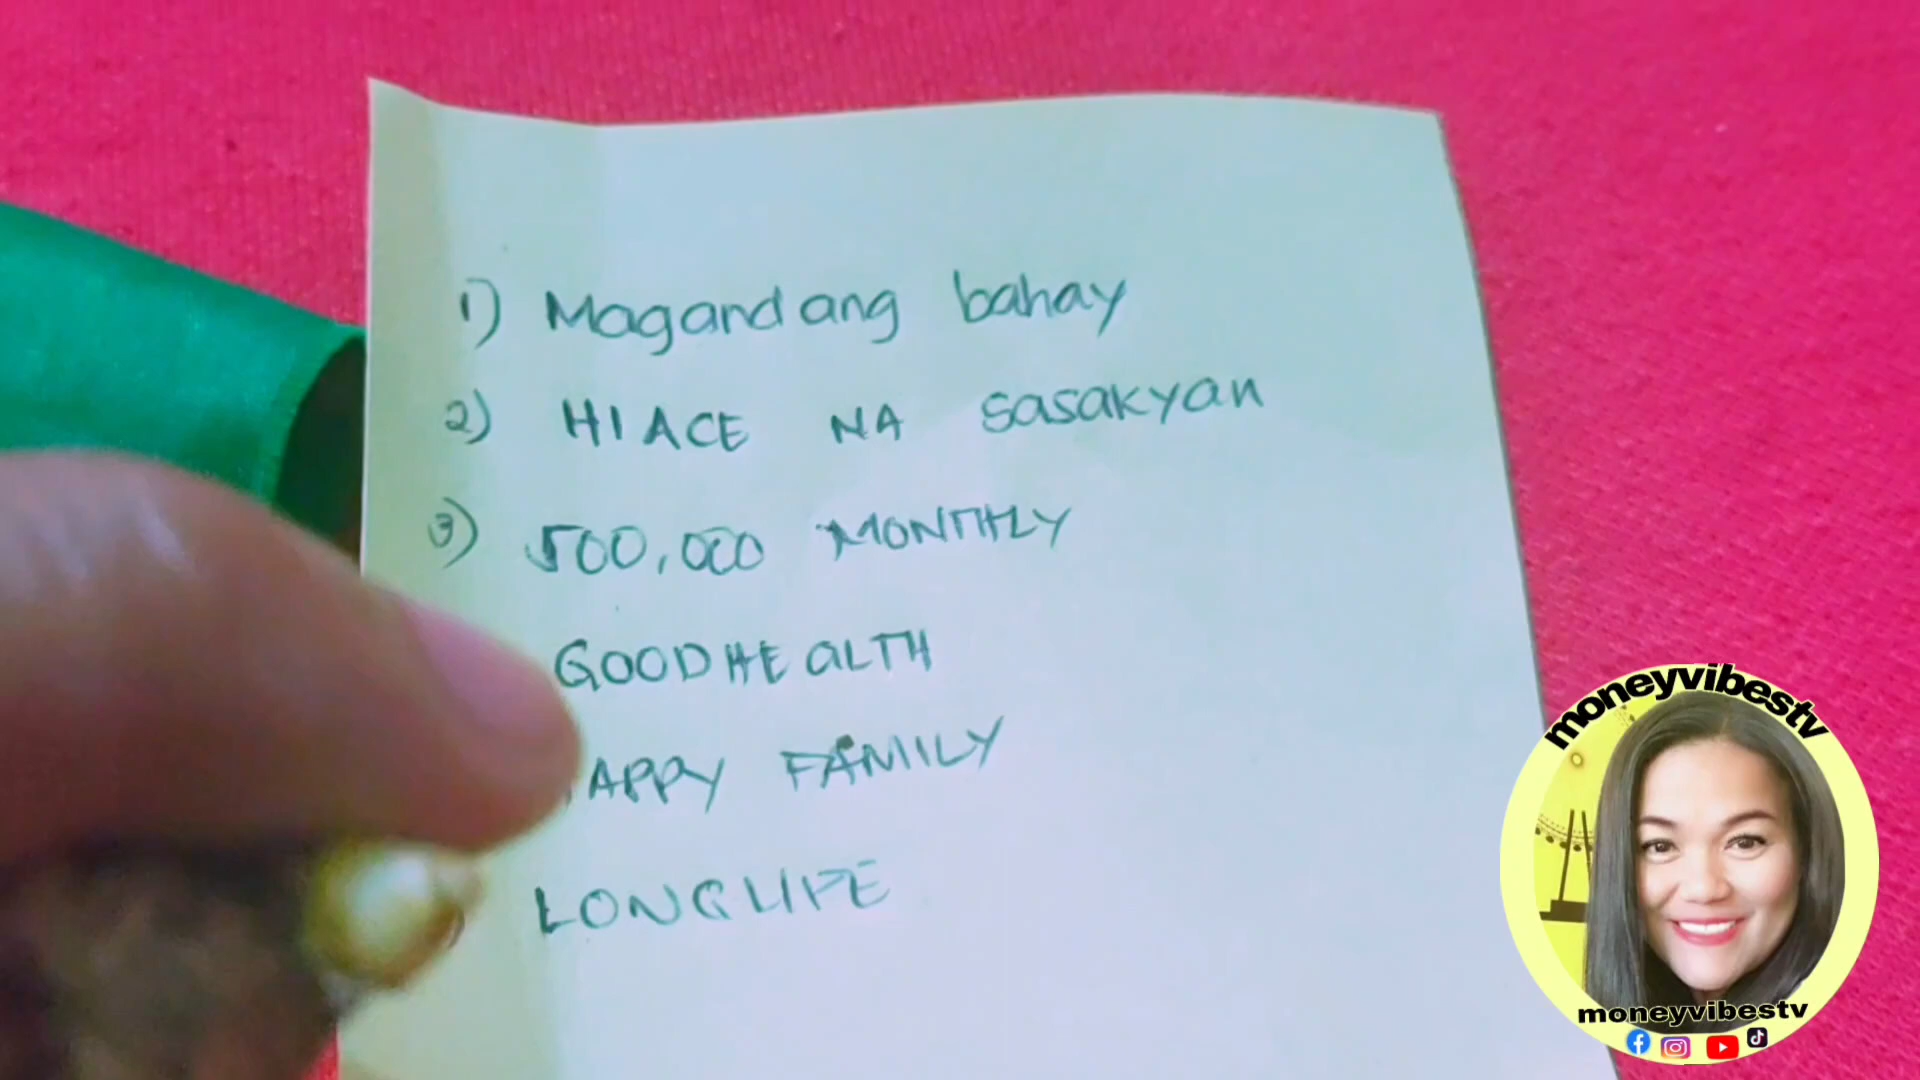 1) Magandang bahay
2) HIACE NA sasakyan
3) 500,000 MONTHLY
GOOD HEALTH
APPY FAMILY
LONG LIFE
moneyvibestv
moneyvibestv